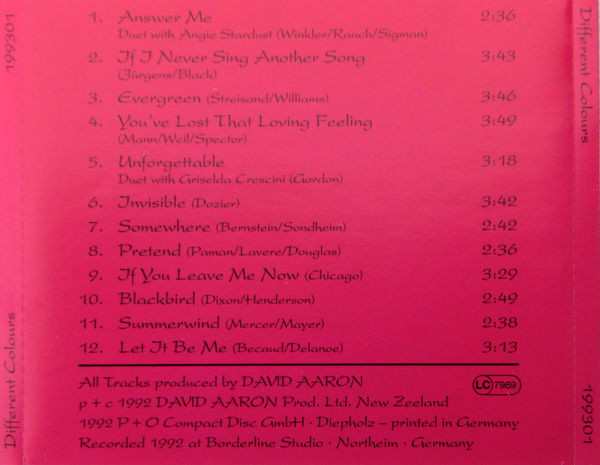 1. Answer Me 2:36
Duet with Angie Stardust (Winkler/Rauch/Sigman)
2. If I Never Sing Another Song 3:43
(Jürgens/Black)
3. Evergreen (Streisand/Williams) 3:46
4. You've Lost That Loving Feeling 3:49
(Mann/Weil/Spector)
5. Unforgettable 3:18
Duet with Griselda Crescini (Gordon)
6. Invisible (Dozier) 3:42
7. Somewhere (Bernstein/Sondheim) 2:42
8. Pretend (Paman/Lavere/Douglas) 2:36
9. If You Leave Me Now (Chicago) 3:29
10. Blackbird (Dixon/Henderson) 2:49
11. Summerwind (Mercer/Mayer) 2:38
12. Let It Be Me (Becaud/Delanoe) 3:13
All Tracks produced by DAVID AARON
LC 7969
p + c 1992 DAVID AARON Prod. Ltd. New Zeeland
1992 P + O Compact Disc GmbH · Diepholz – printed in Germany
Recorded 1992 at Borderline Studio · Northeim · Germany
Different Colours 199301
Different Colours 199301